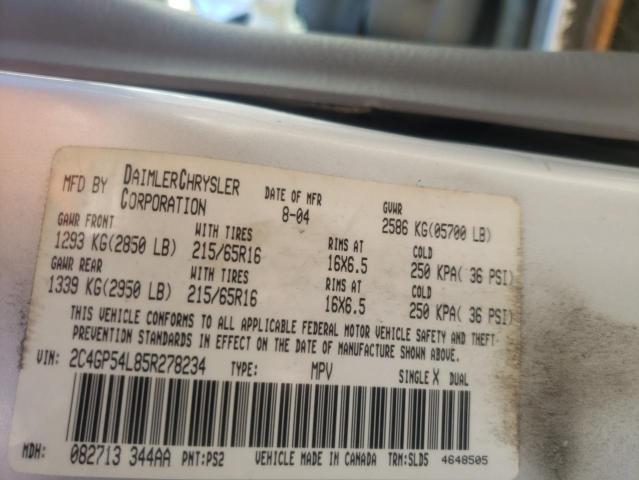 MFD BY DAIMLERCHRYSLER CORPORATION DATE OF MFR 8-04 GVWR 2586 KG(05700 LB)
GAWR FRONT WITH TIRES RIMS AT COLD
1293 KG(2850 LB) 215/65R16 16X6.5 250 KPA( 36 PSI)
GAWR REAR WITH TIRES RIMS AT COLD
1339 KG(2950 LB) 215/65R16 16X6.5 250 KPA( 36 PSI)
THIS VEHICLE CONFORMS TO ALL APPLICABLE FEDERAL MOTOR VEHICLE SAFETY AND THEFT-
PREVENTION STANDARDS IN EFFECT ON THE DATE OF MANUFACTURE SHOWN ABOVE.
VIN: 2C4GP54L85R278234 TYPE: MPV SINGLE X DUAL
MDH: 082713 344AA PNT:PS2 VEHICLE MADE IN CANADA TRM:SLD5 4648505